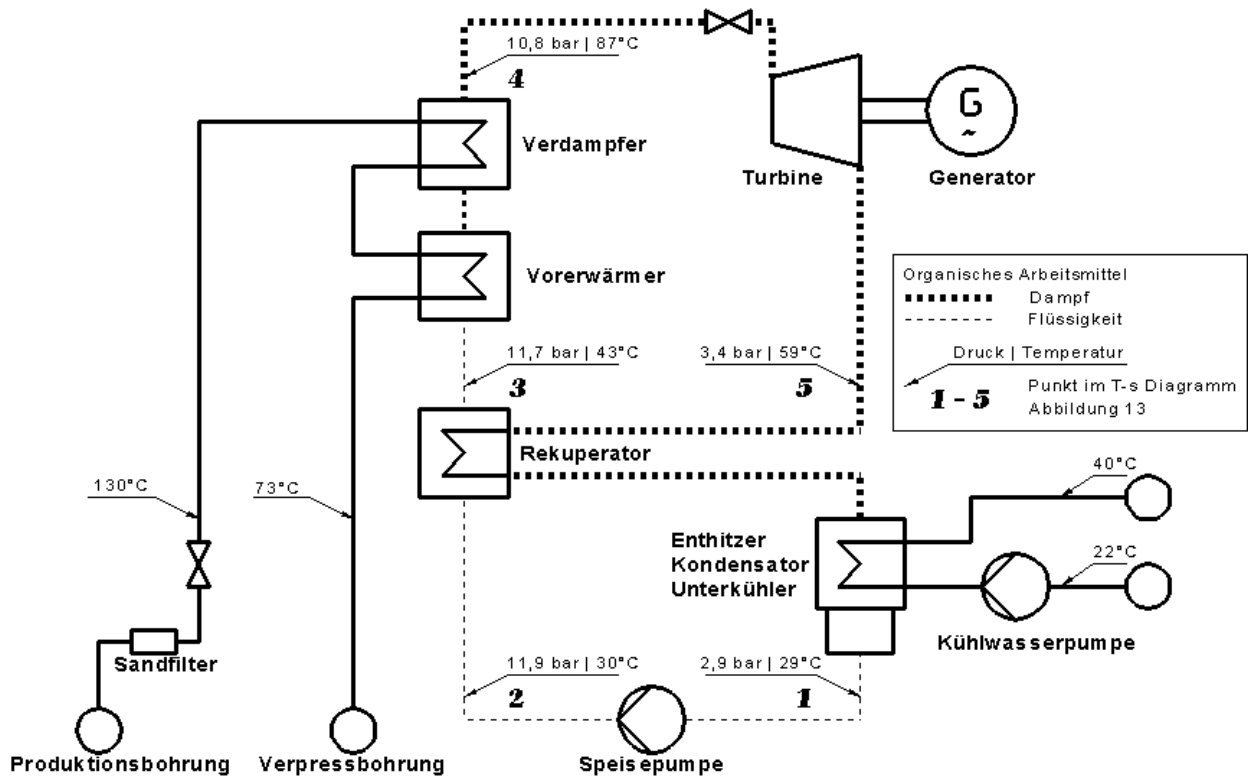 10,8 bar | 87°C
4
G
~
Verdampfer
Turbine
Generator
Vorerwärmer
Organisches Arbeitsmittel
Dampf
Flüssigkeit
Druck | Temperatur
1 - 5
Punkt im T-s Diagramm
Abbildung 13
11,7 bar | 43°C
3
3,4 bar | 59°C
5
Rekuperator
130°C
73°C
40°C
22°C
Enthitzer
Kondensator
Unterkühler
Kühlwasserpumpe
Sandfilter
11,9 bar | 30°C
2
2,9 bar | 29°C
1
Produktionsbohrung
Verpressbohrung
Speisepumpe